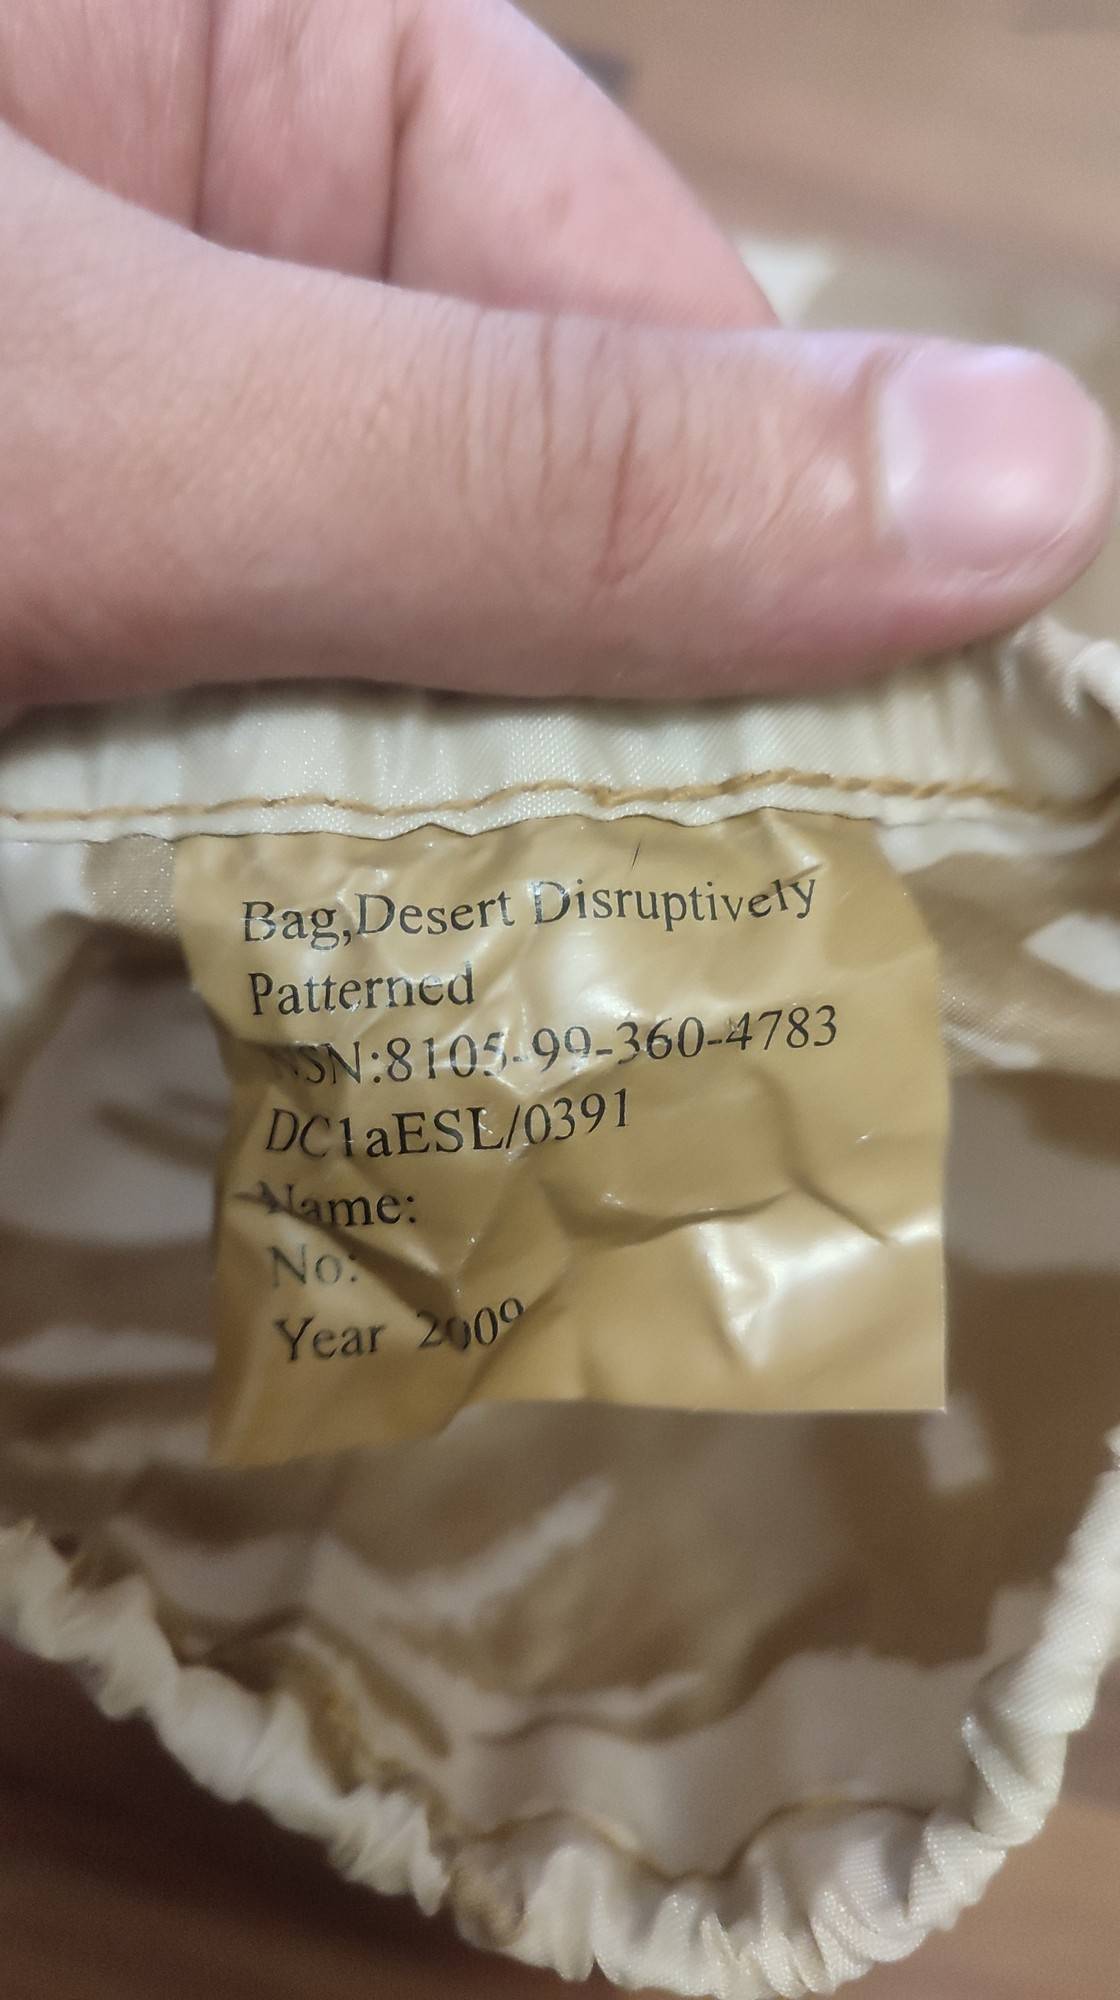 Bag,Desert Disruptively
Patterned
NSN:8105-99-360-4783
DC1aESL/0391
Name:
No:
Year 2009